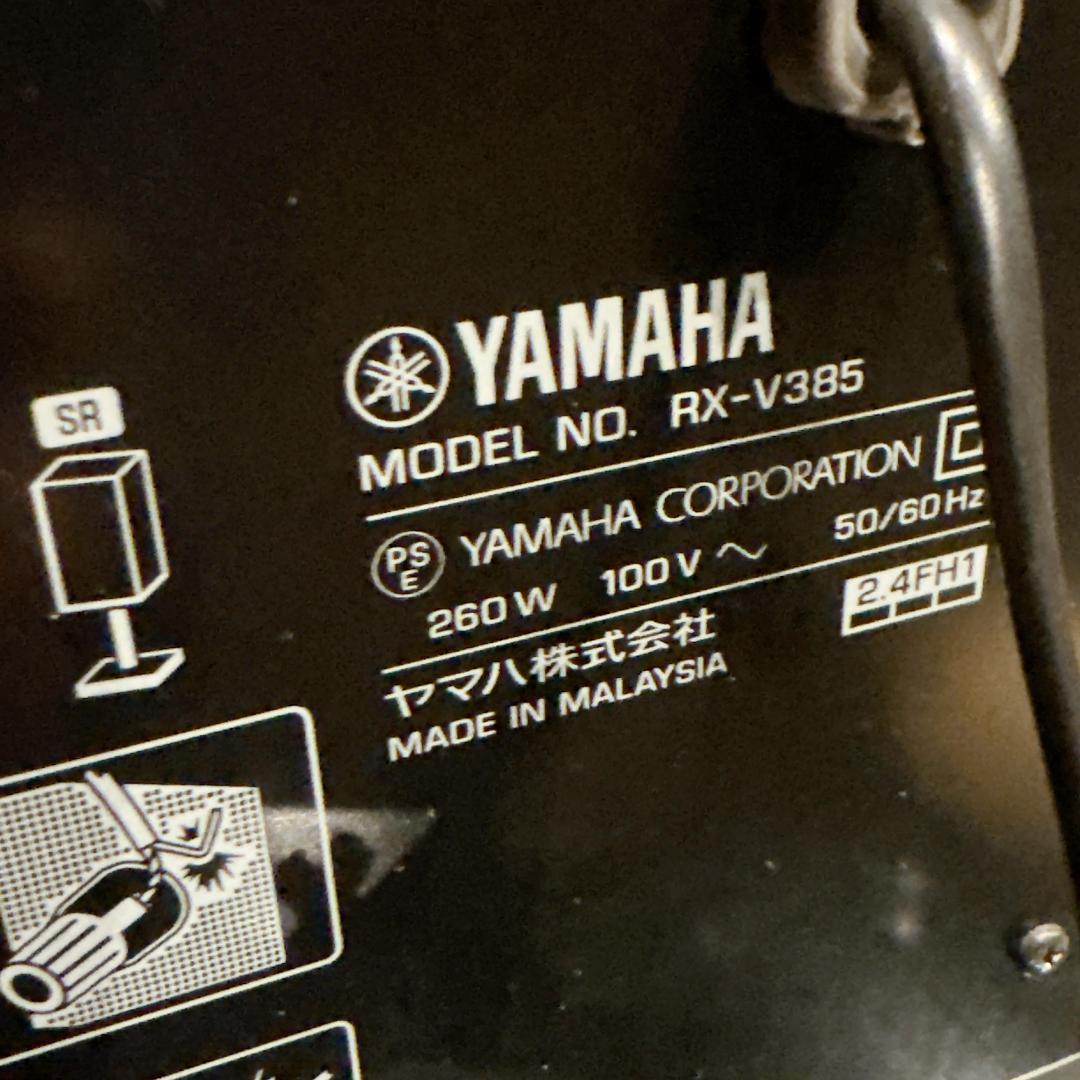 YAMAHA
MODEL NO. RX-V385
PSE YAMAHA CORPORATION
260 W 100 V ～ 50/60 Hz
ヤマハ株式会社 2.4FH1
MADE IN MALAYSIA
SR